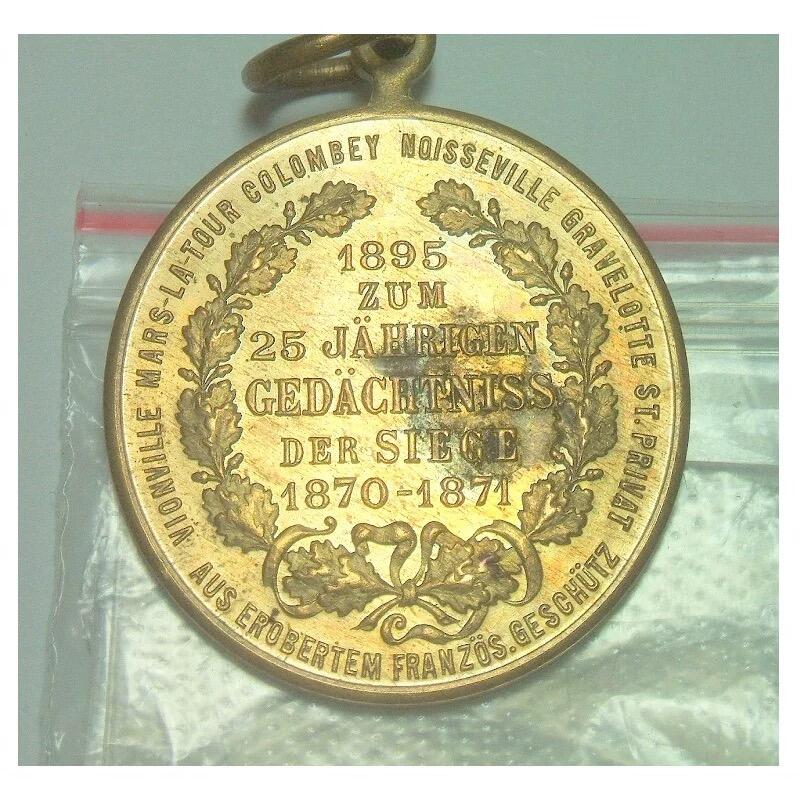 VIONVILLE MARS-LA-TOUR COLOMBEY NOISSEVILLE GRAVELOTTE ST. PRIVAT
1895
ZUM
25 JÄHRIGEN
GEDÄCHTNISS
DER SIEGE
1870-1871
AUS EROBERTEM FRANZÖS. GESCHÜTZ